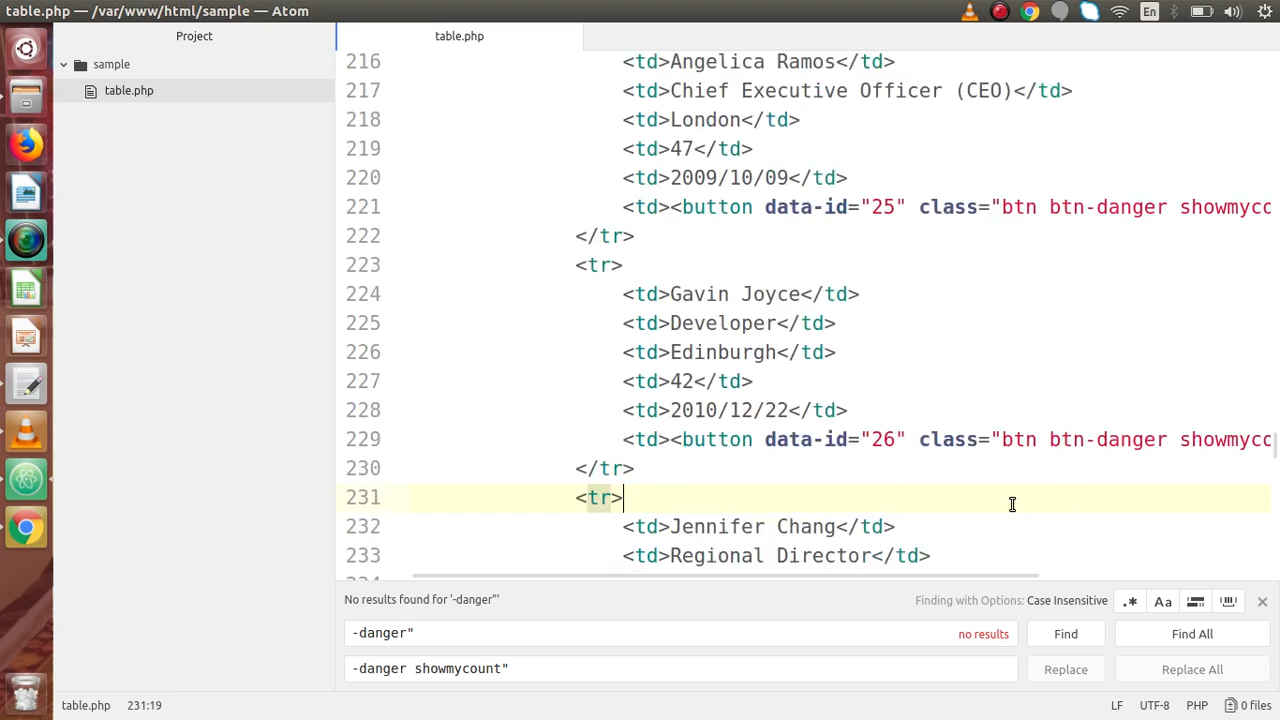 table.php — /var/www/html/sample — Atom
En
Project
table.php
sample
table.php
216 <td>Angelica Ramos</td>
217 <td>Chief Executive Officer (CEO)</td>
218 <td>London</td>
219 <td>47</td>
220 <td>2009/10/09</td>
221 <td><button data-id="25" class="btn btn-danger showmyco
222 </tr>
223 <tr>
224 <td>Gavin Joyce</td>
225 <td>Developer</td>
226 <td>Edinburgh</td>
227 <td>42</td>
228 <td>2010/12/22</td>
229 <td><button data-id="26" class="btn btn-danger showmyco
230 </tr>
231 <tr>
232 <td>Jennifer Chang</td>
233 <td>Regional Director</td>
No results found for '-danger"'
Finding with Options: Case Insensitive
.* Aa
-danger" no results Find Find All
-danger showmycount" Replace Replace All
table.php 231:19 LF UTF-8 PHP 0 files